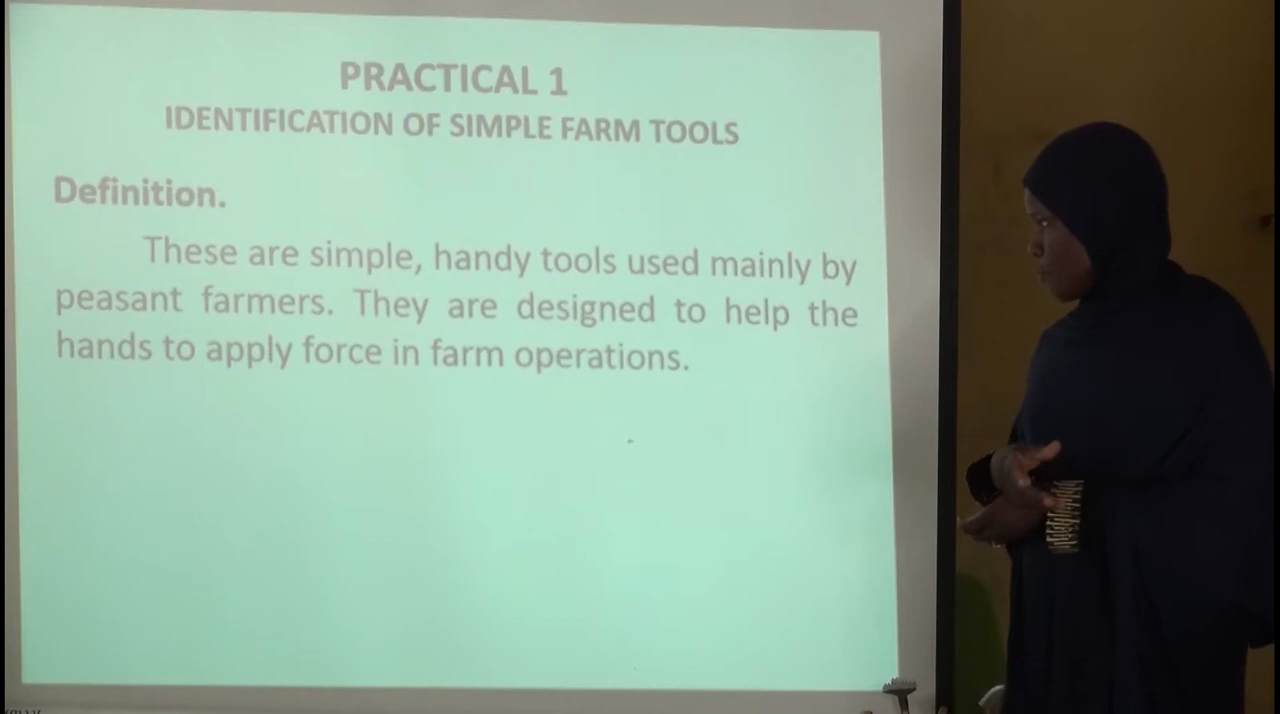 PRACTICAL 1
IDENTIFICATION OF SIMPLE FARM TOOLS
Definition.
These are simple, handy tools used mainly by
peasant farmers. They are designed to help the
hands to apply force in farm operations.